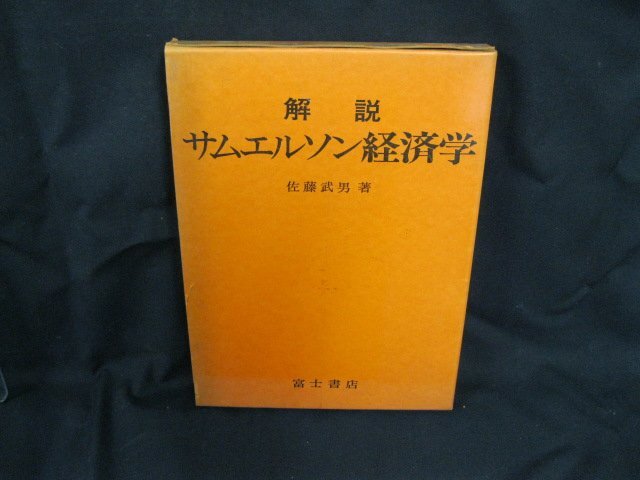 解説
サムエルソン経済学
佐藤武男著
富士書店